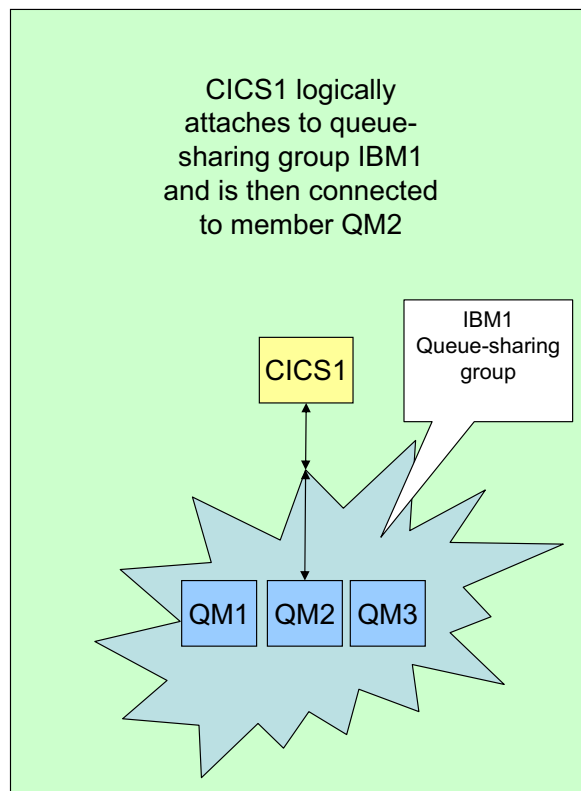 CICS1 logically
attaches to queue-
sharing group IBM1
and is then connected
to member QM2
IBM1
Queue-sharing
group
CICS1
QM1
QM2
QM3